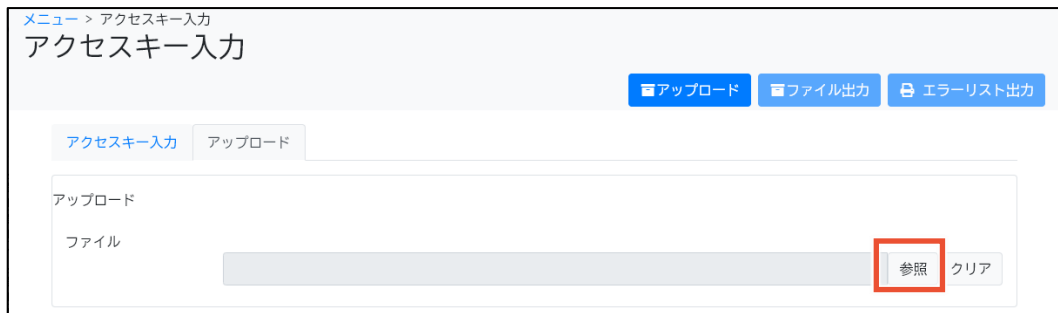 メニュー > アクセスキー入力
アクセスキー入力
アップロード ファイル出力 エラーリスト出力
アクセスキー入力 アップロード
アップロード
ファイル
参照 クリア